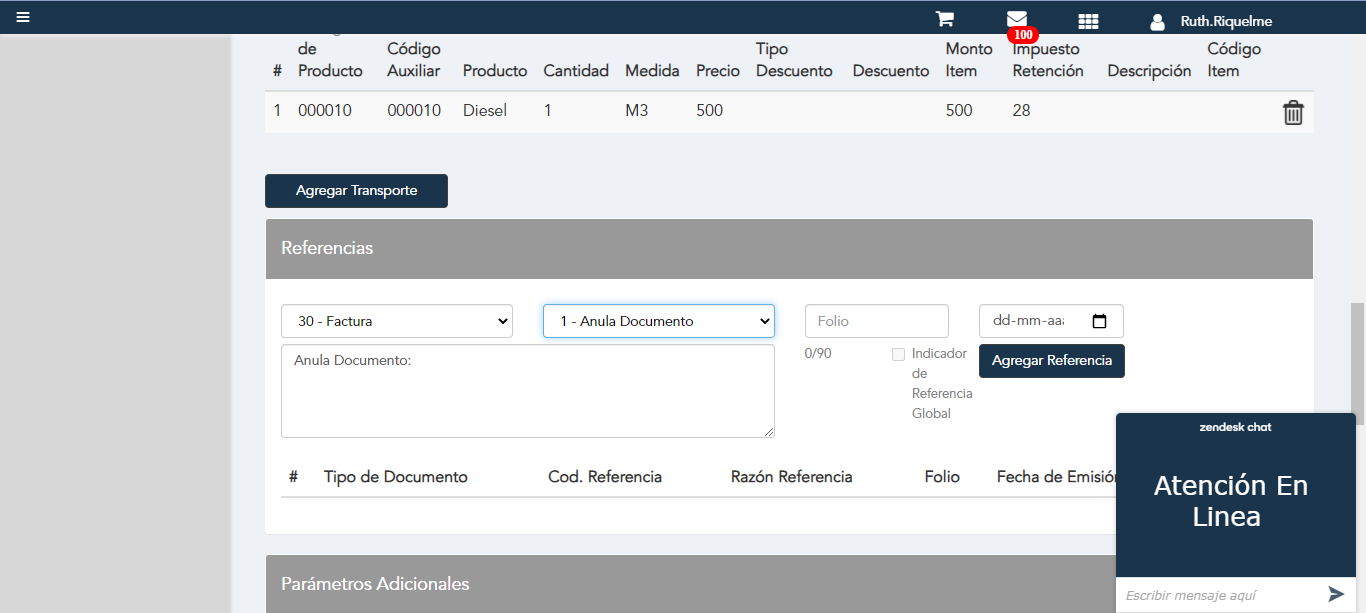 Ruth.Riquelme
100
# de Producto Código Auxiliar Producto Cantidad Medida Precio Tipo Descuento Descuento Monto Item Impuesto Retención Descripción Código Item
1 000010 000010 Diesel 1 M3 500 500 28
Agregar Transporte
Referencias
30 - Factura 1 - Anula Documento Folio dd-mm-aa
Anula Documento:
0/90
Indicador
de
Referencia
Global
Agregar Referencia
# Tipo de Documento Cod. Referencia Razón Referencia Folio Fecha de Emisión
Parámetros Adicionales
zendesk chat
Atención En
Linea
Escribir mensaje aquí